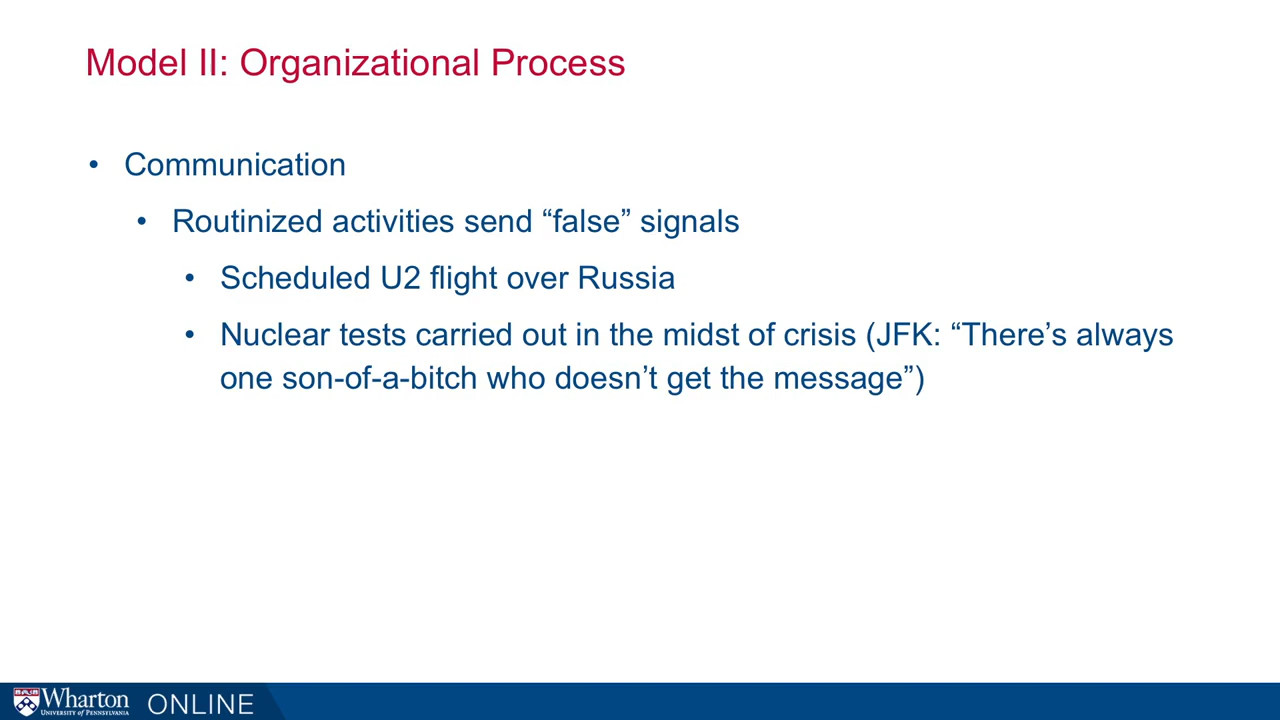 Model II: Organizational Process
• Communication
• Routinized activities send “false” signals
• Scheduled U2 flight over Russia
• Nuclear tests carried out in the midst of crisis (JFK: “There’s always
one son-of-a-bitch who doesn’t get the message”)
Wharton
UNIVERSITY OF PENNSYLVANIA
ONLINE